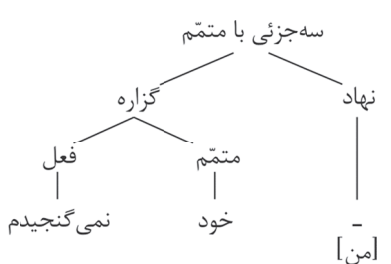 سه‌جزئی با متمّم
نهاد گزاره
متمّم فعل
– خود نمی‌گنجیدم
[من]